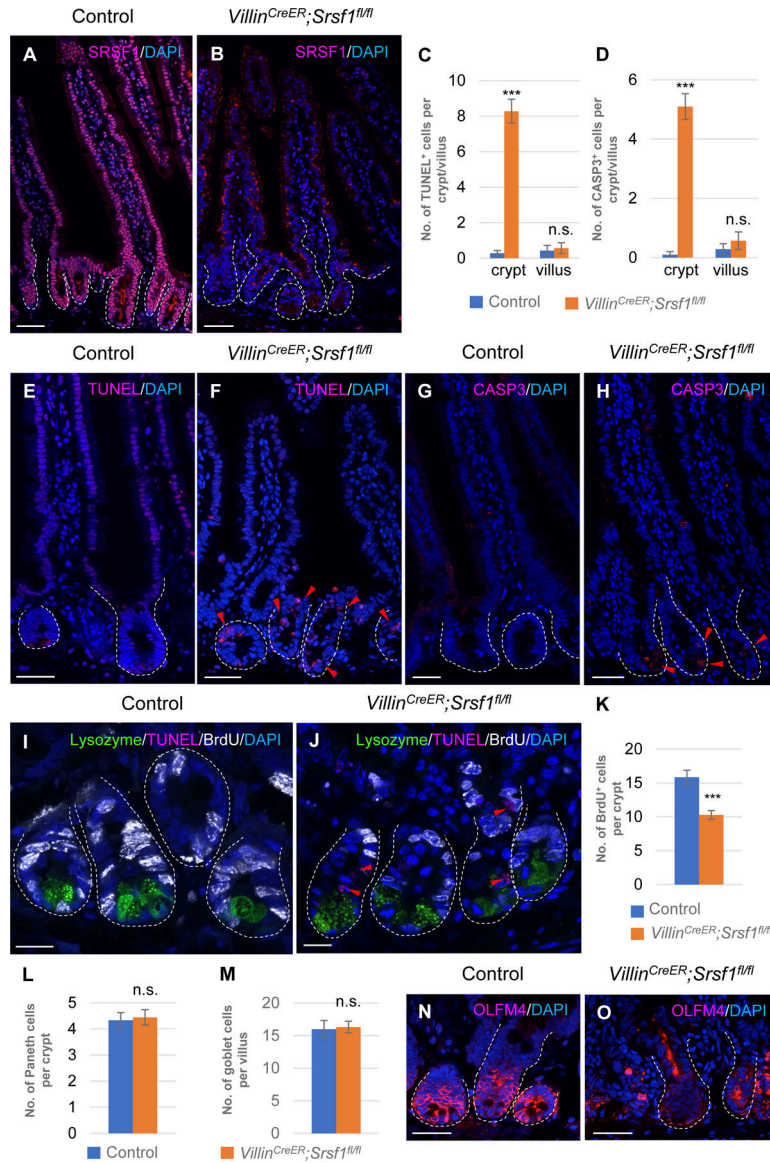 Control
Villin^CreER;Srsf1^fl/fl
A
SRSF1/DAPI
B
SRSF1/DAPI
C
No. of TUNEL+ cells per
crypt/villus
10
8
6
4
2
0
***
n.s.
crypt
villus
D
No. of CASP3+ cells per
crypt/villus
6
4
2
0
***
n.s.
crypt
villus
Control
Villin^CreER;Srsf1^fl/fl
Control
Villin^CreER;Srsf1^fl/fl
Control
Villin^CreER;Srsf1^fl/fl
E
TUNEL/DAPI
F
TUNEL/DAPI
G
CASP3/DAPI
H
CASP3/DAPI
Control
Villin^CreER;Srsf1^fl/fl
I
Lysozyme/TUNEL/BrdU/DAPI
J
Lysozyme/TUNEL/BrdU/DAPI
K
No. of BrdU+ cells
per crypt
20
15
10
5
0
***
Control
Villin^CreER;Srsf1^fl/fl
L
No. of Paneth cells
per crypt
5
4
3
2
1
0
n.s.
M
No. of goblet cells
per villus
20
15
10
5
0
n.s.
Control
Villin^CreER;Srsf1^fl/fl
Control
Villin^CreER;Srsf1^fl/fl
N
OLFM4/DAPI
O
OLFM4/DAPI